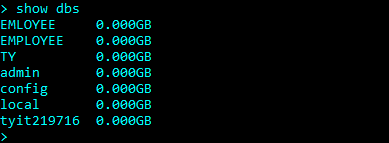 > show dbs
EMLOYEE 0.000GB
EMPLOYEE 0.000GB
TY 0.000GB
admin 0.000GB
config 0.000GB
local 0.000GB
tyit219716 0.000GB
>